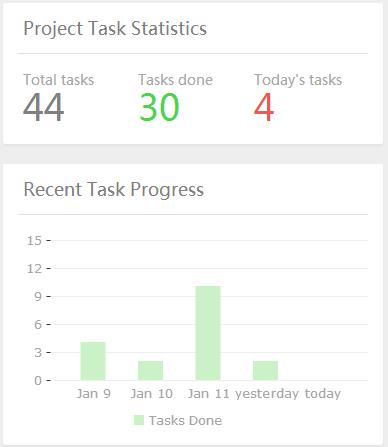 Project Task Statistics
Total tasks Tasks done Today's tasks
44 30 4
Recent Task Progress
15
12
9
6
3
0
Jan 9 Jan 10 Jan 11 yesterday today
Tasks Done